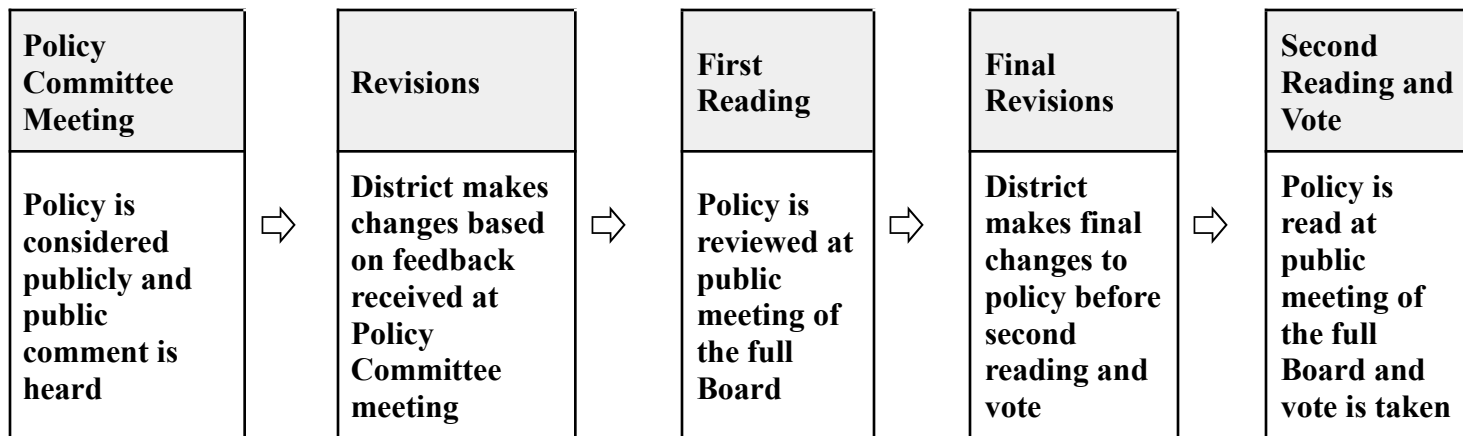 Policy
Committee
Meeting
Policy is
considered
publicly and
public
comment is
heard
Revisions
District makes
changes based
on feedback
received at
Policy
Committee
meeting
First
Reading
Policy is
reviewed at
public
meeting of
the full
Board
Final
Revisions
District
makes final
changes to
policy before
second
reading and
vote
Second
Reading and
Vote
Policy is
read at
public
meeting of
the full
Board and
vote is taken